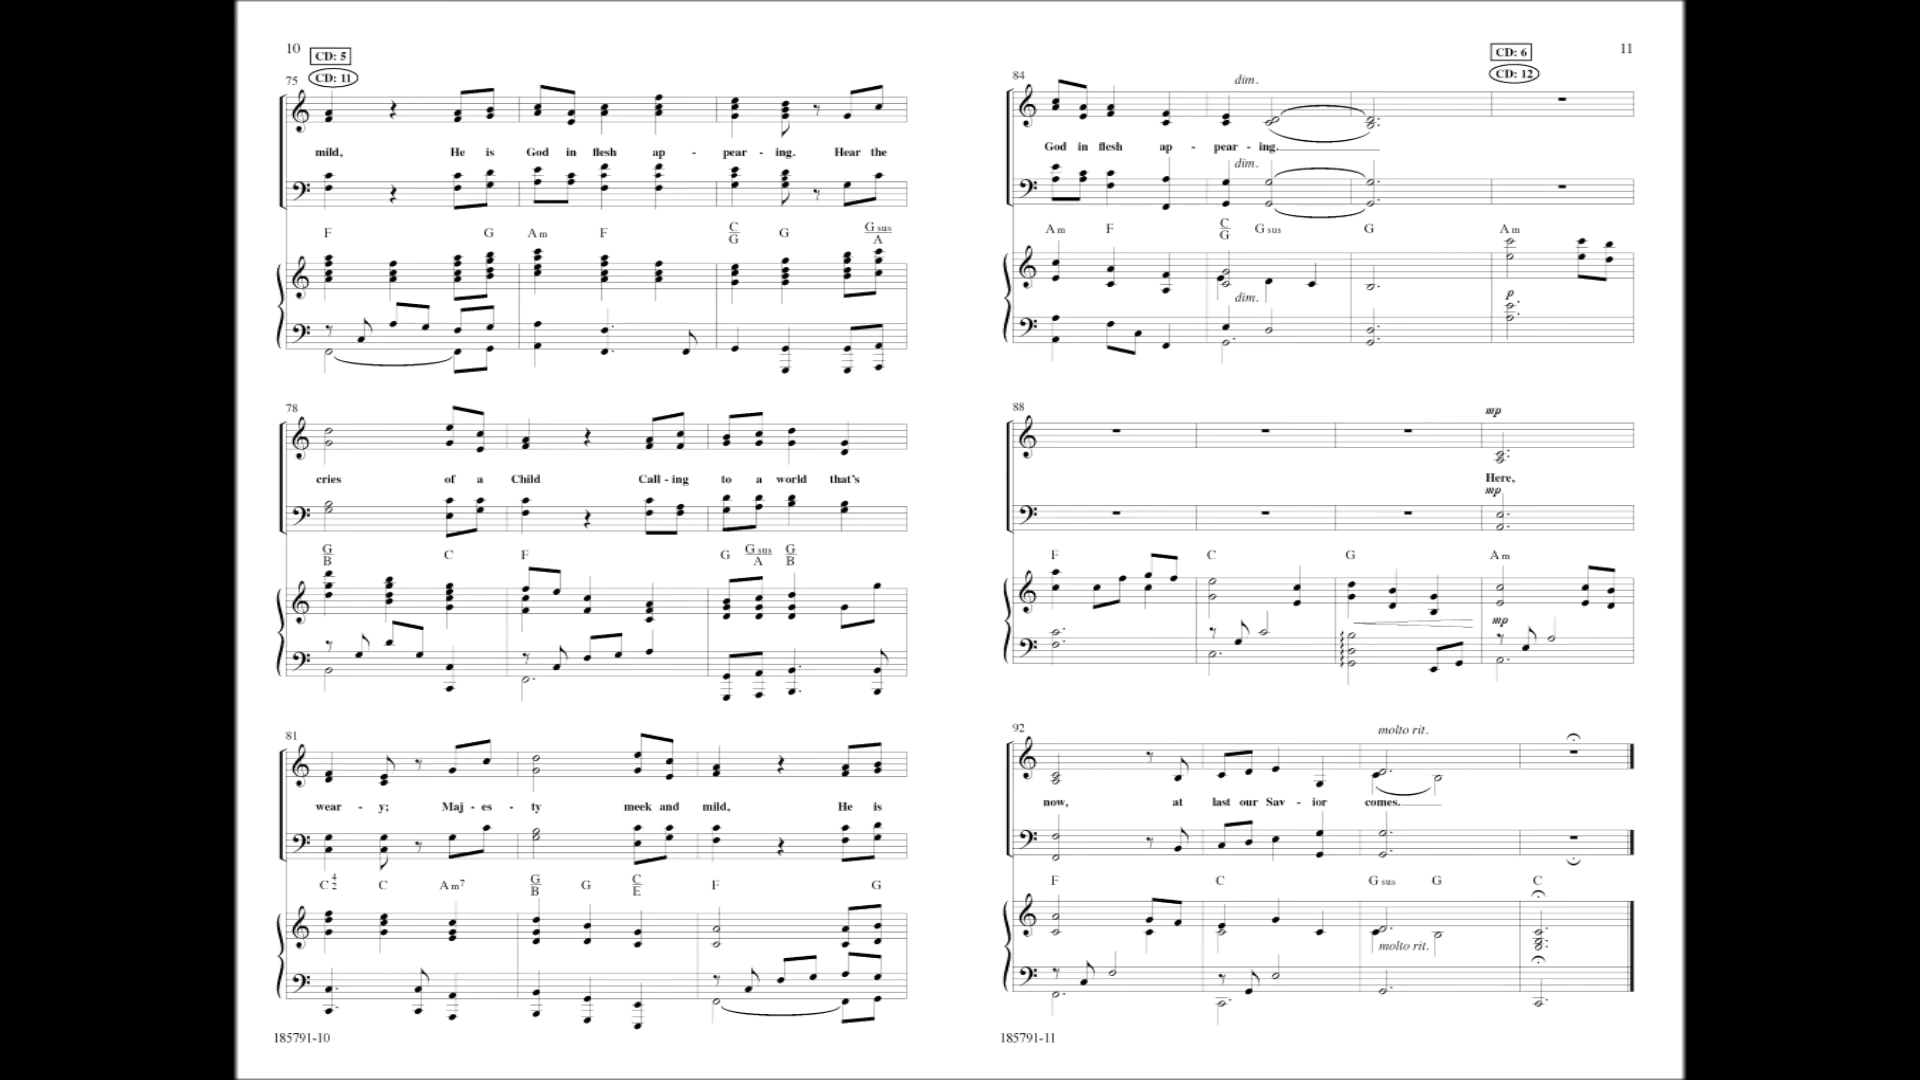 10
CD: 5
CD: 11
75
mild, He is God in flesh ap - pear - ing. Hear the
F G Am F C/G G Gsus/A
78
cries of a Child Call - ing to a world that's
G/B C F G Gsus/A G/B
81
wear - y; Maj - es - ty meek and mild, He is
C42 C Am7 G/B G C/E F G
185791-10
11
CD: 6
CD: 12
84
dim.
God in flesh ap - pear - ing.
dim.
Am F C/G Gsus G Am
dim.
p
88
mp
Here,
mp
F C G Am
mp
92
molto rit.
now, at last our Sav - ior comes.
F C Gsus G C
molto rit.
185791-11